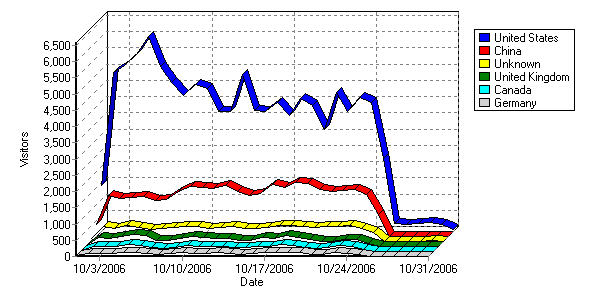 6,500
6,000
5,500
5,000
4,500
4,000
3,500
3,000
2,500
2,000
1,500
1,000
500
0
Visitors
10/3/2006 10/10/2006 10/17/2006 10/24/2006 10/31/2006
Date
United States
China
Unknown
United Kingdom
Canada
Germany